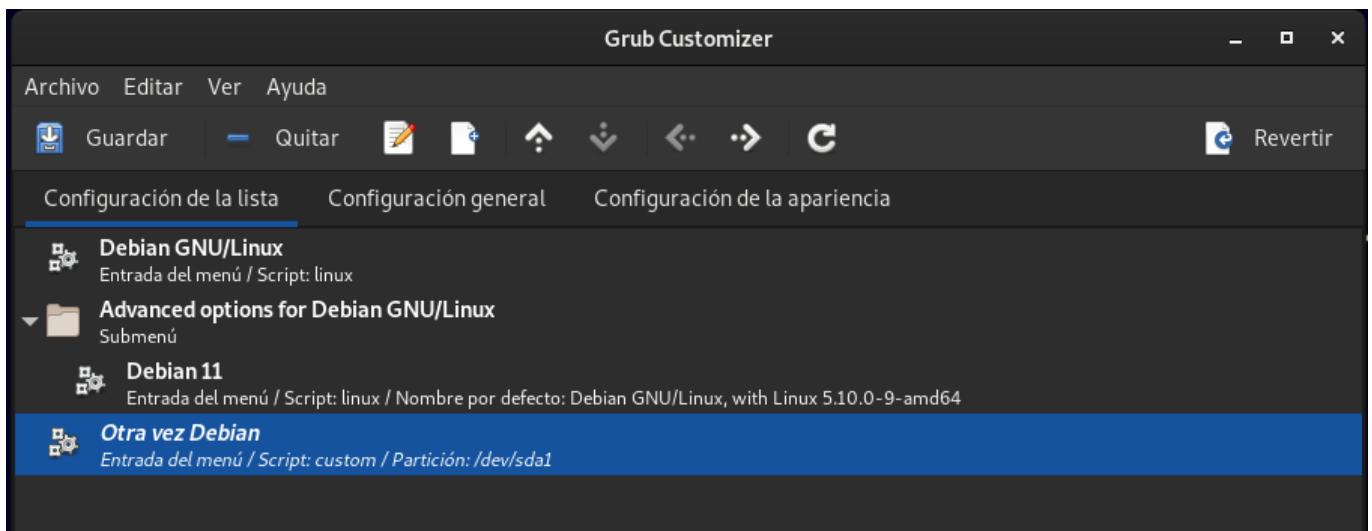 Grub Customizer
Archivo Editar Ver Ayuda
Guardar Quitar Revertir
Configuración de la lista Configuración general Configuración de la apariencia
Debian GNU/Linux
Entrada del menú / Script: linux
Advanced options for Debian GNU/Linux
Submenú
Debian 11
Entrada del menú / Script: linux / Nombre por defecto: Debian GNU/Linux, with Linux 5.10.0-9-amd64
Otra vez Debian
Entrada del menú / Script: custom / Partición: /dev/sda1